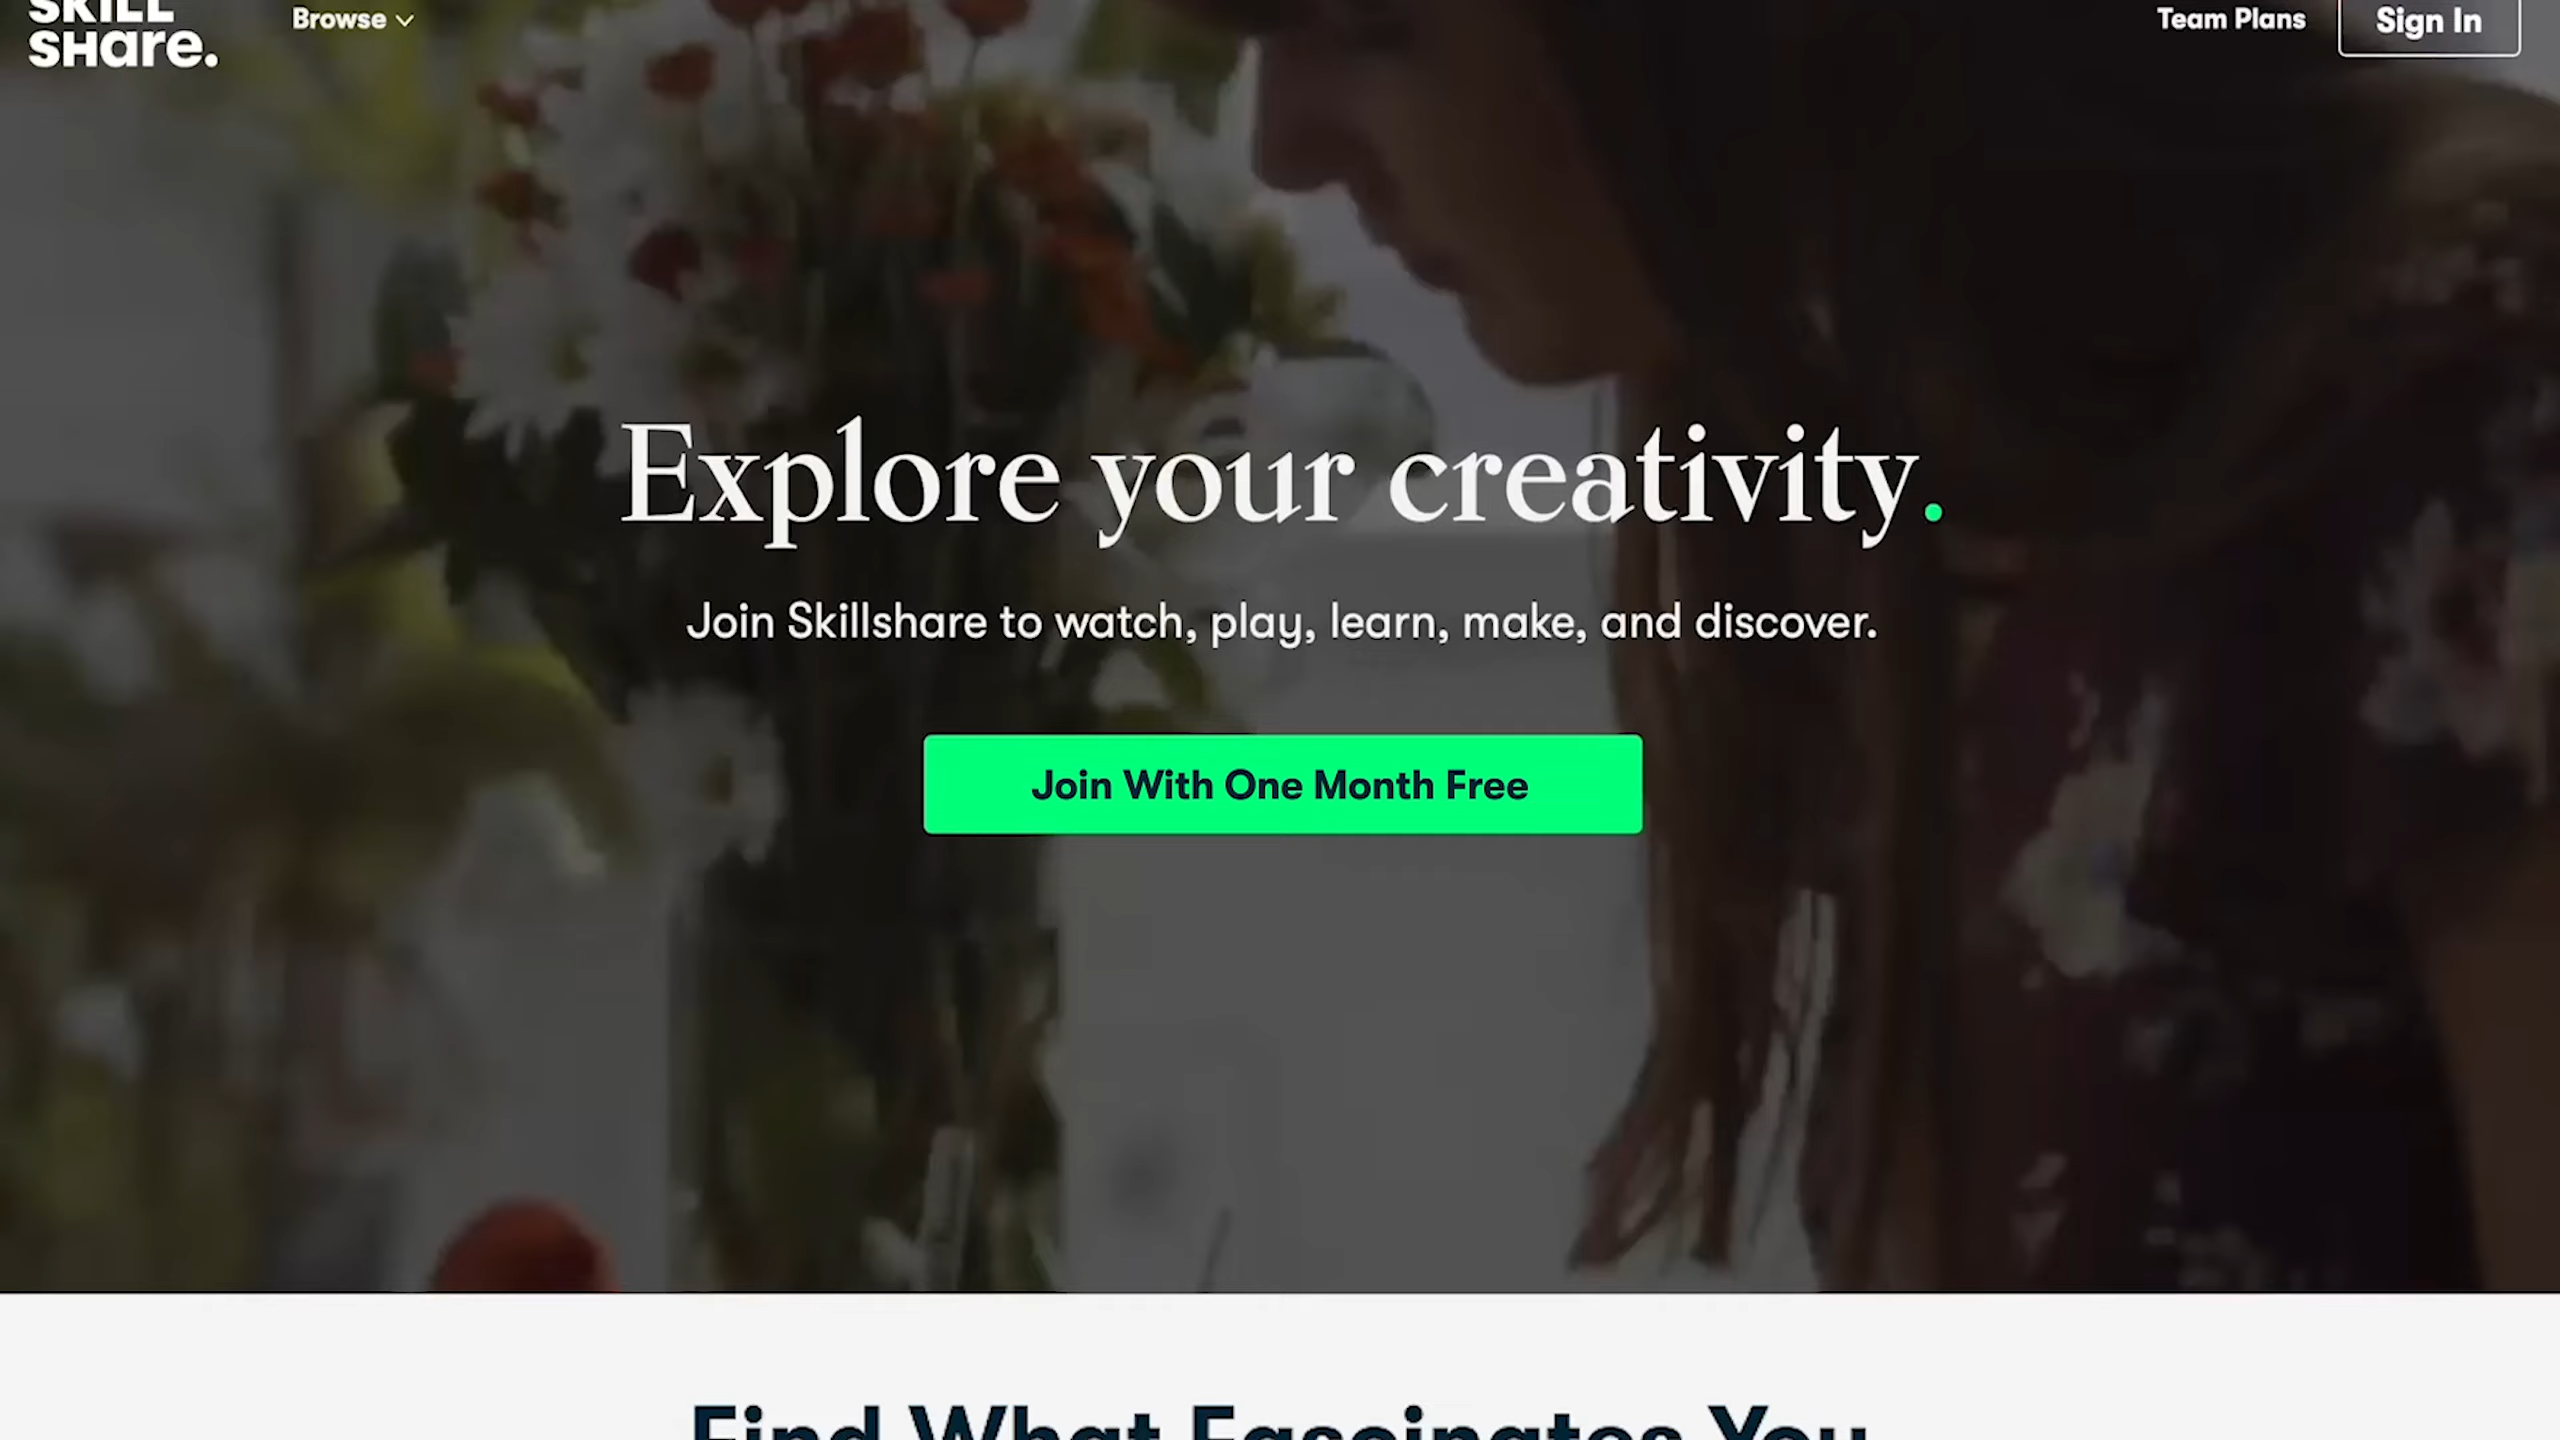 SKILL
SHare.
Browse
Team Plans
Sign In
Explore your creativity.
Join Skillshare to watch, play, learn, make, and discover.
Join With One Month Free
Find What Fascinates You